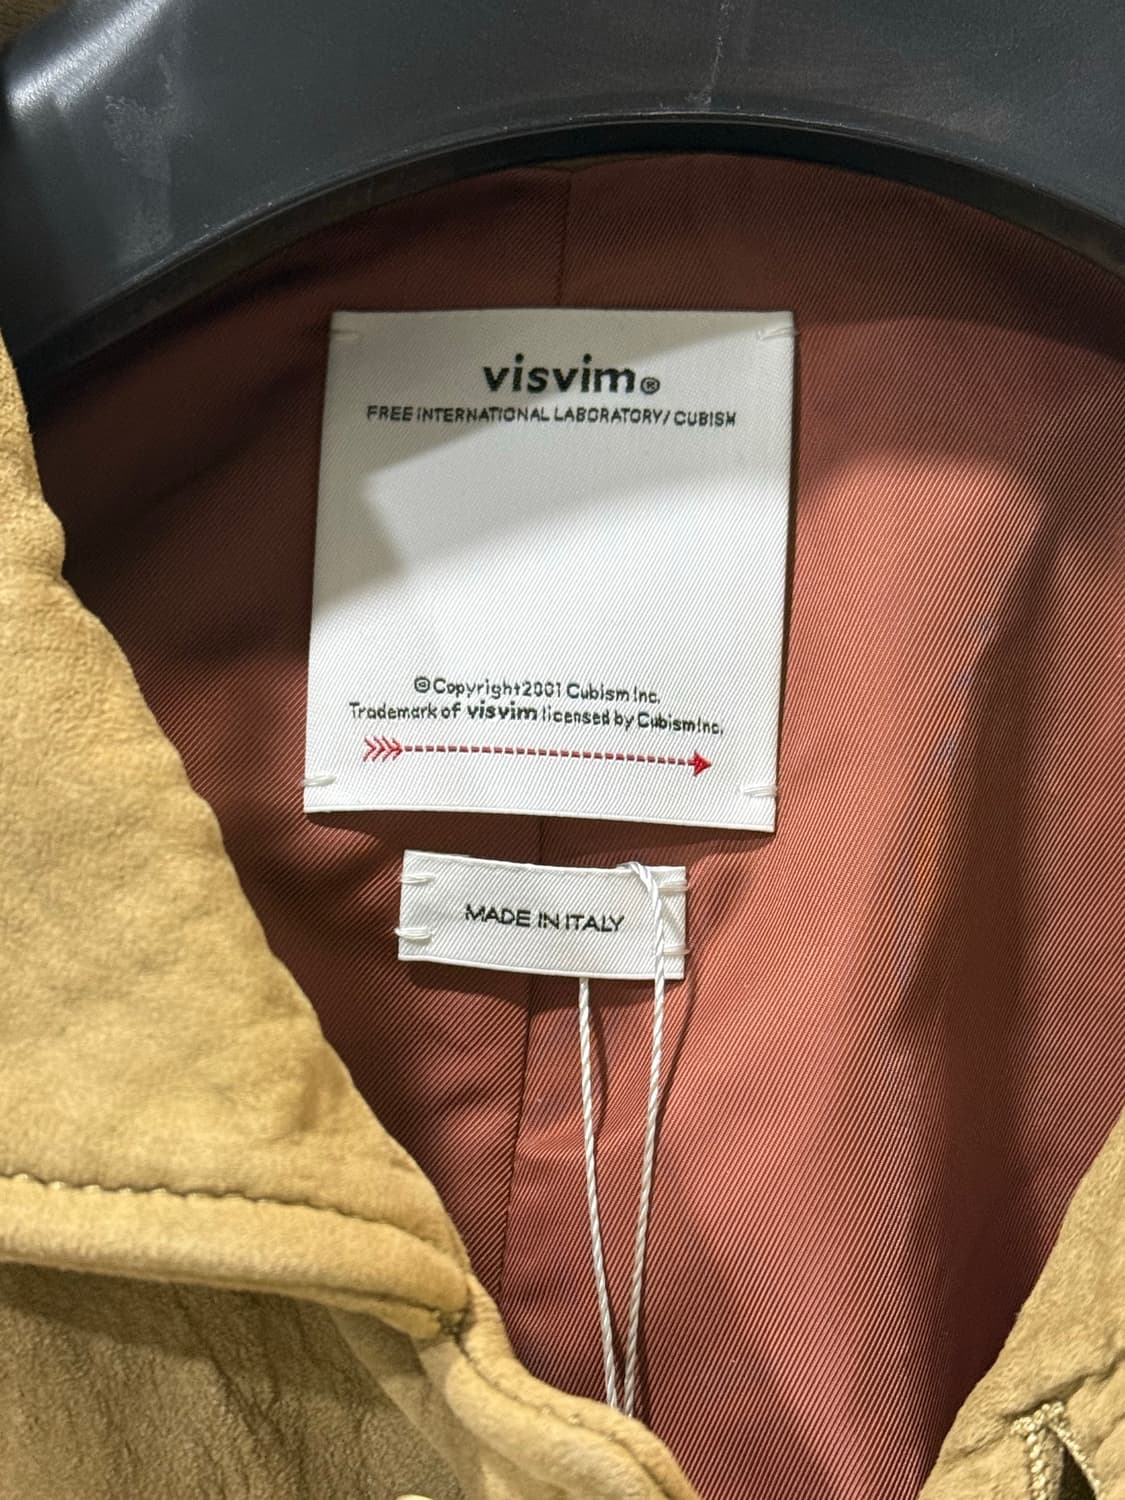 visvim®
FREE INTERNATIONAL LABORATORY/ CUBISM
©Copyright2001 Cubism Inc.
Trademark of visvim licensed by Cubism Inc.
MADE IN ITALY